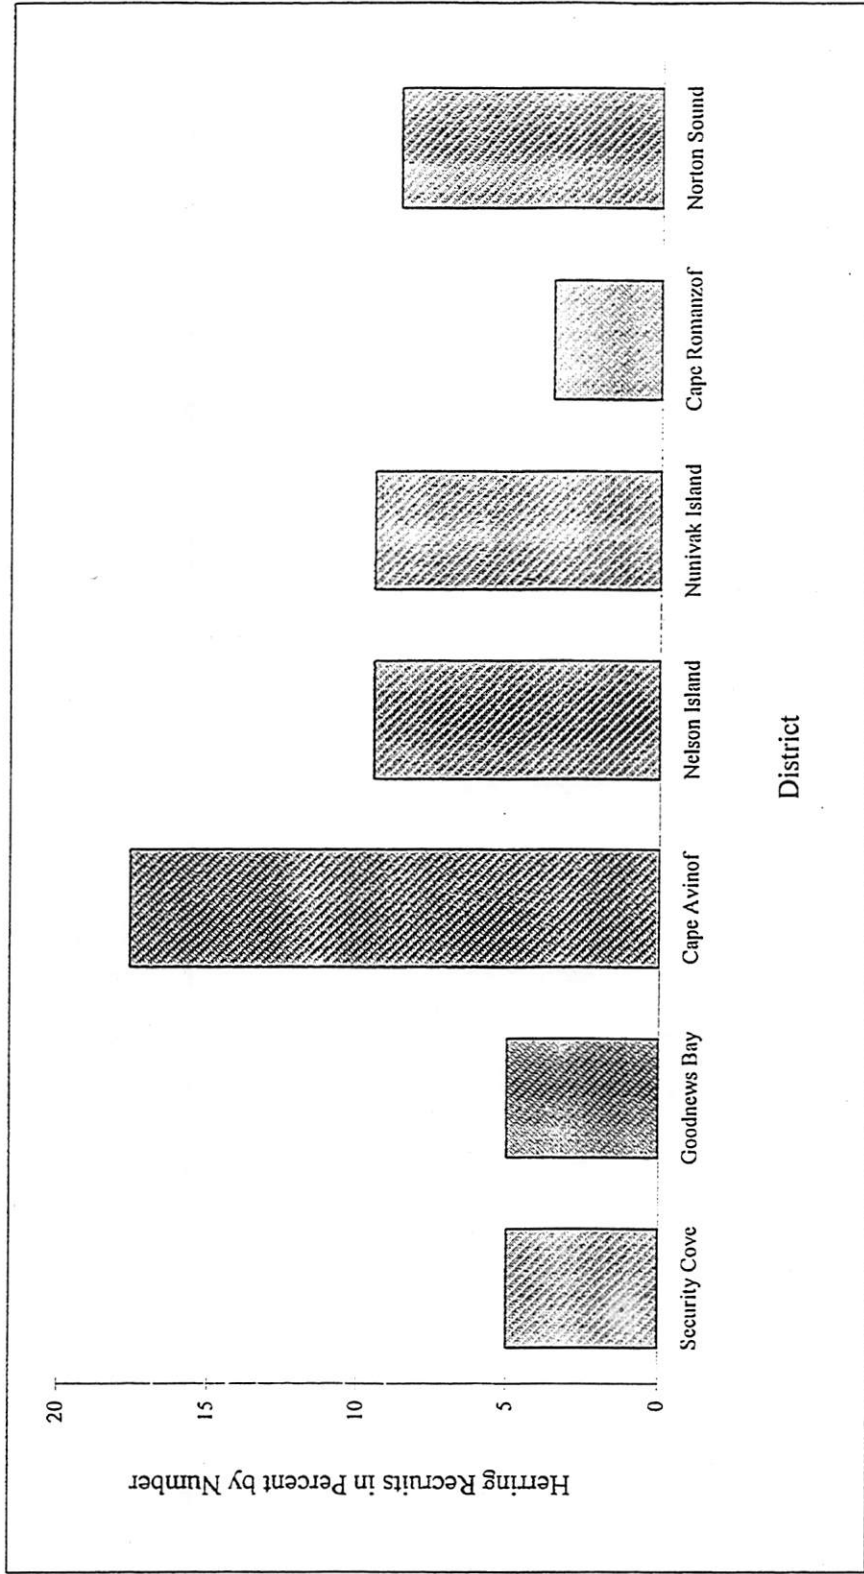 Herring Recruits in Percent by Number
20
15
10
5
0
Security Cove
Goodnews Bay
Cape Avinof
Nelson Island
Nunivak Island
Cape Romanzof
Norton Sound
District